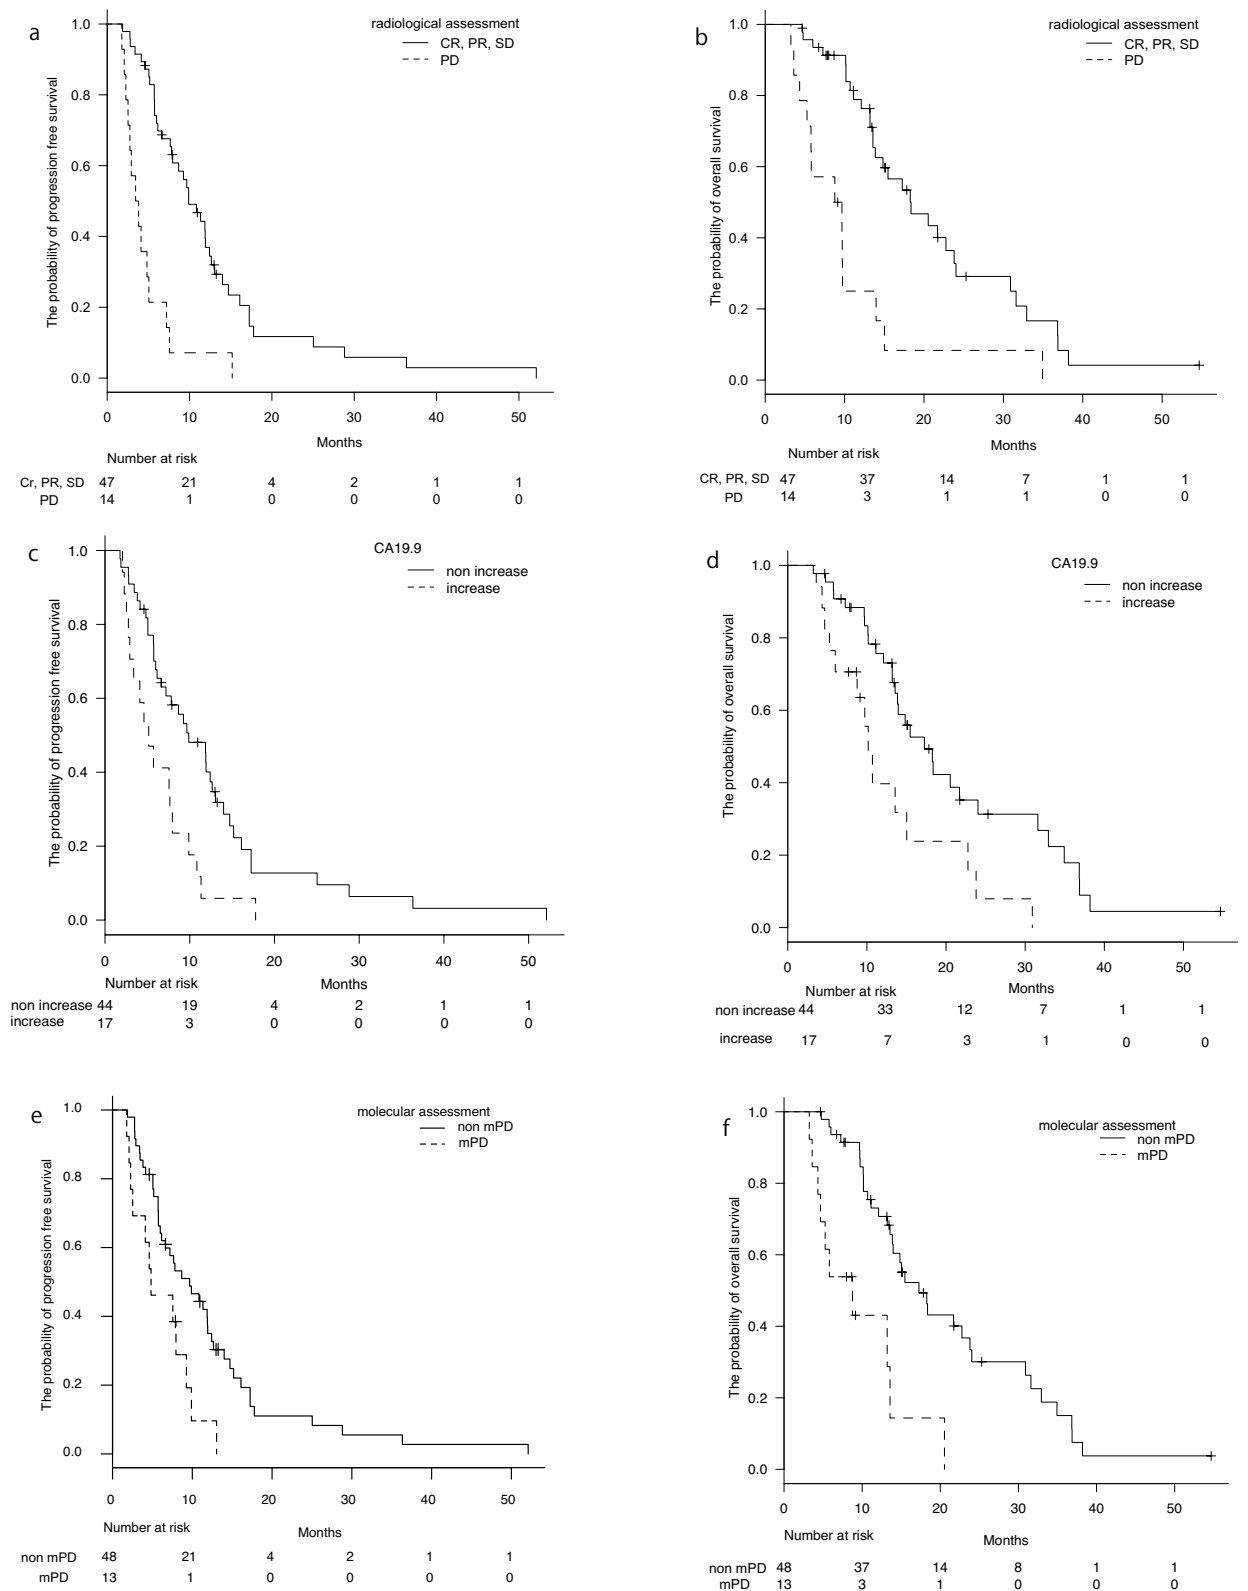 a
radiological assessment
CR, PR, SD
PD
The probability of progression free survival
1.0
0.8
0.6
0.4
0.2
0.0
0 10 20 30 40 50
Months
Number at risk
Cr, PR, SD 47 21 4 2 1 1
PD 14 1 0 0 0 0
b
radiological assessment
CR, PR, SD
PD
The probability of overall survival
1.0
0.8
0.6
0.4
0.2
0.0
0 10 20 30 40 50
Months
Number at risk
CR, PR, SD 47 37 14 7 1 1
PD 14 3 1 1 0 0
c
CA19.9
non increase
increase
The probability of progression free survival
1.0
0.8
0.6
0.4
0.2
0.0
0 10 20 30 40 50
Number at risk
Months
non increase 44 19 4 2 1 1
increase 17 3 0 0 0 0
d
CA19.9
non increase
increase
The probability of overall survival
1.0
0.8
0.6
0.4
0.2
0.0
0 10 20 30 40 50
Number at risk
Months
non increase 44 33 12 7 1 1
increase 17 7 3 1 0 0
e
molecular assessment
non mPD
mPD
The probability of progression free survival
1.0
0.8
0.6
0.4
0.2
0.0
0 10 20 30 40 50
Number at risk
Months
non mPD 48 21 4 2 1 1
mPD 13 1 0 0 0 0
f
molecular assessment
non mPD
mPD
The probability of overall survival
1.0
0.8
0.6
0.4
0.2
0.0
0 10 20 30 40 50
Number at risk
Months
non mPD 48 37 14 8 1 1
mPD 13 3 1 0 0 0